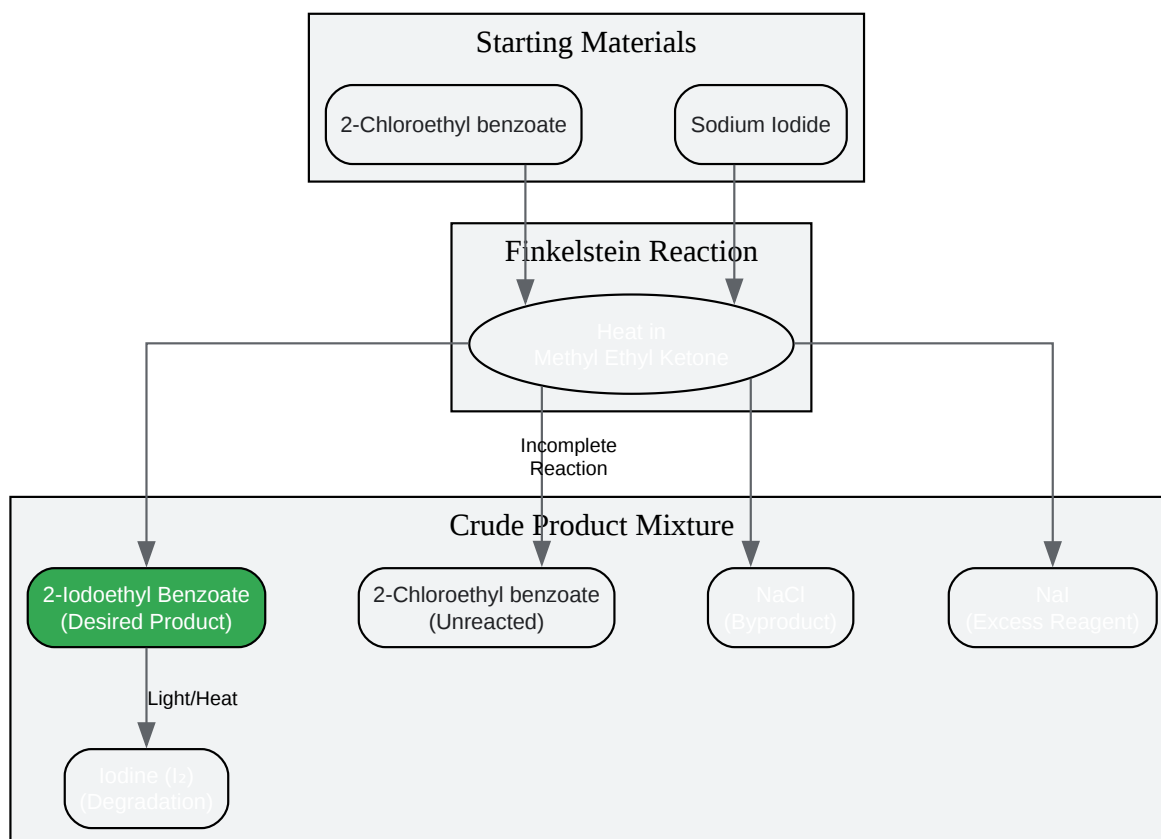 Starting Materials
2-Chloroethyl benzoate
Sodium Iodide
Finkelstein Reaction
Heat in
Methyl Ethyl Ketone
Incomplete
Reaction
Crude Product Mixture
2-Iodoethyl Benzoate
(Desired Product)
2-Chloroethyl benzoate
(Unreacted)
NaCl
(Byproduct)
NaI
(Excess Reagent)
Light/Heat
Iodine (I₂)
(Degradation)